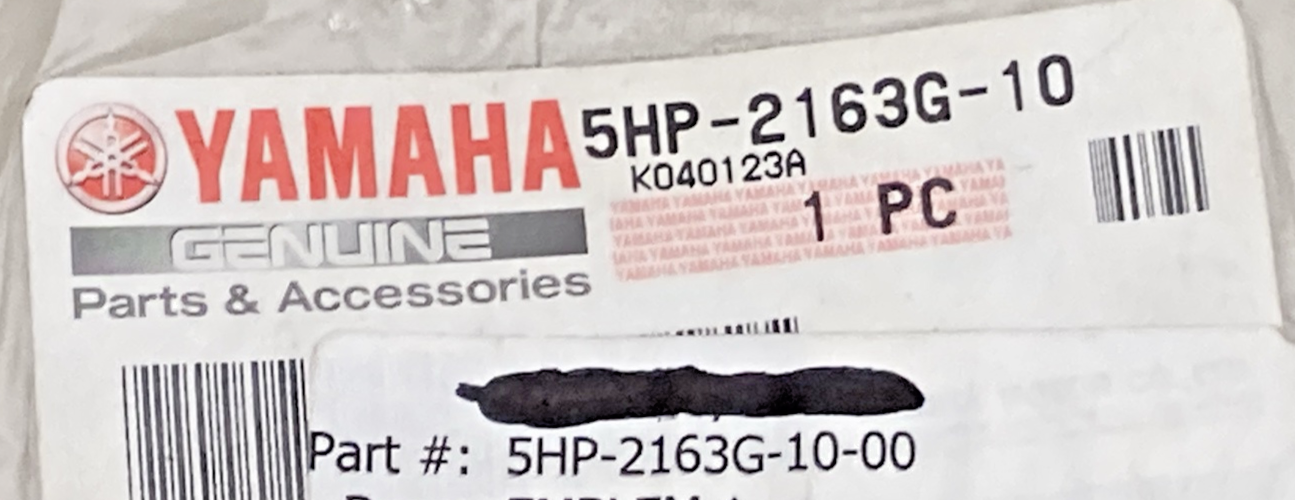 YAMAHA 5HP-2163G-10
K040123A
1 PC
GENUINE
Parts & Accessories
Part #: 5HP-2163G-10-00